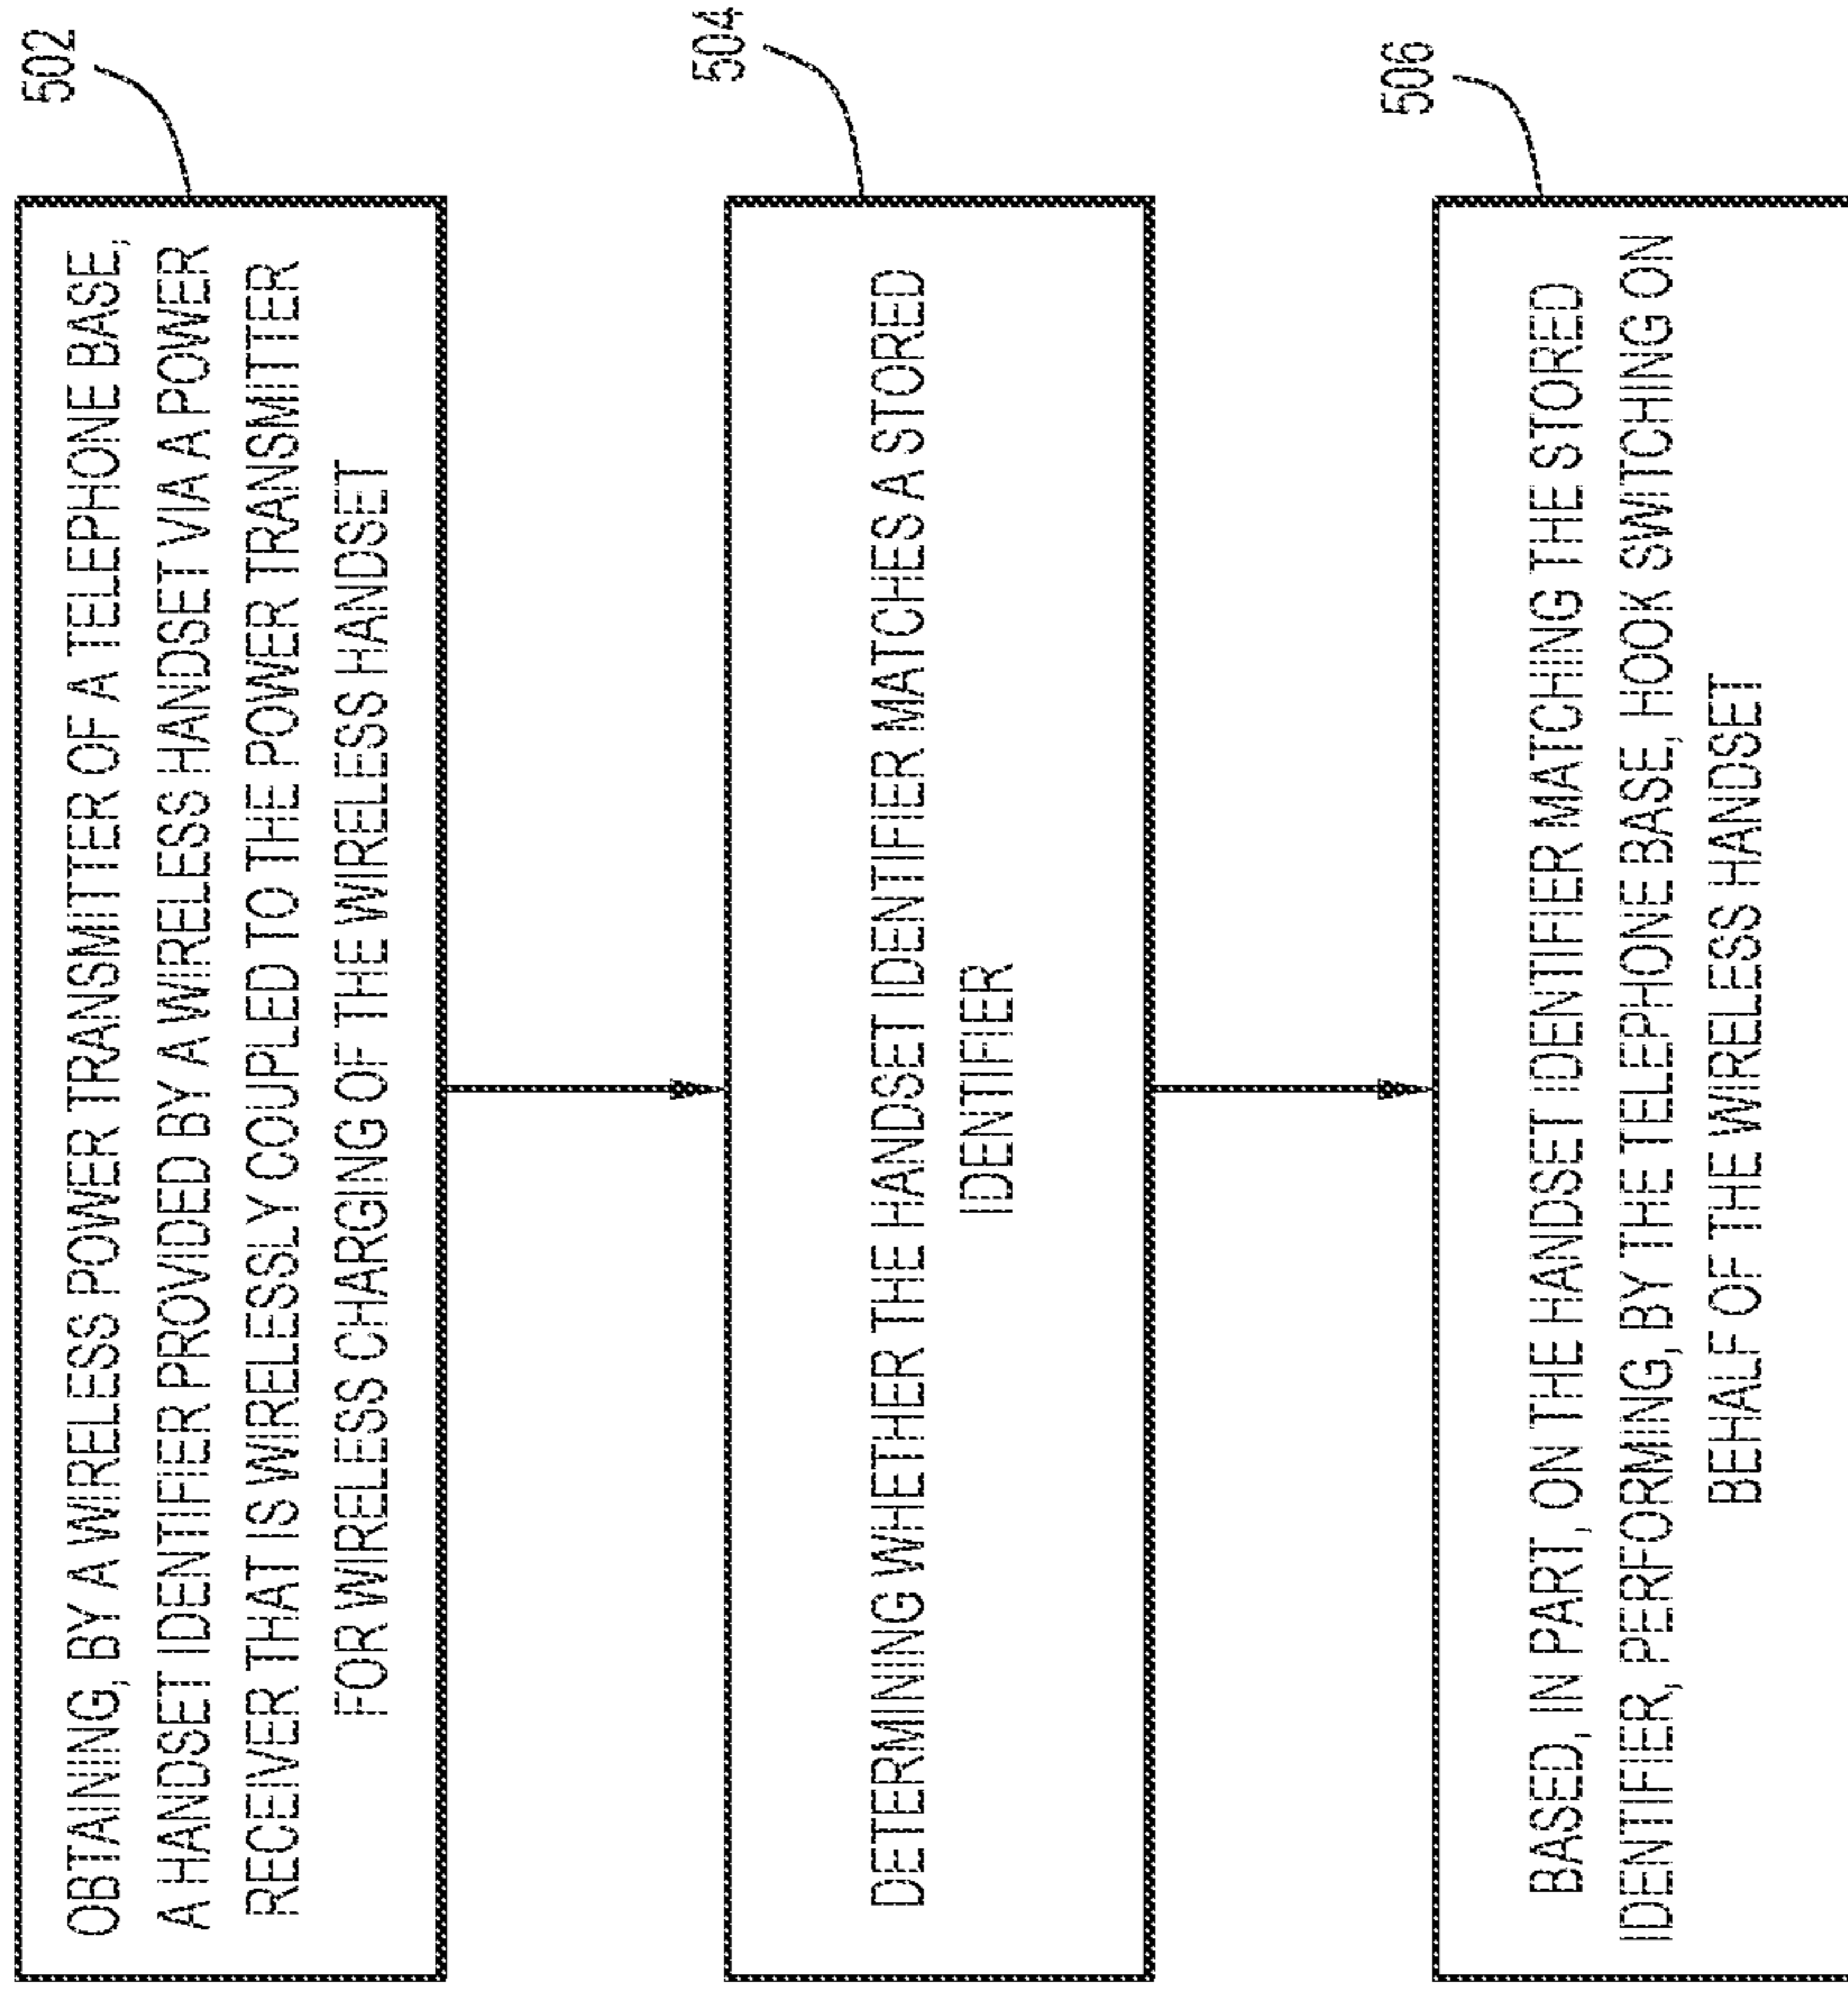 502
OBTAINING, BY A WIRELESS POWER TRANSMITTER OF A TELEPHONE BASE,
A HANDSET IDENTIFIER PROVIDED BY A WIRELESS HANDSET VIA A POWER
RECEIVER THAT IS WIRELESSLY COUPLED TO THE POWER TRANSMITTER
FOR WIRELESS CHARGING OF THE WIRELESS HANDSET
504
DETERMINING WHETHER THE HANDSET IDENTIFIER MATCHES A STORED
IDENTIFIER
506
BASED, IN PART, ON THE HANDSET IDENTIFIER MATCHING THE STORED
IDENTIFIER, PERFORMING, BY THE TELEPHONE BASE, HOOK SWITCHING ON
BEHALF OF THE WIRELESS HANDSET